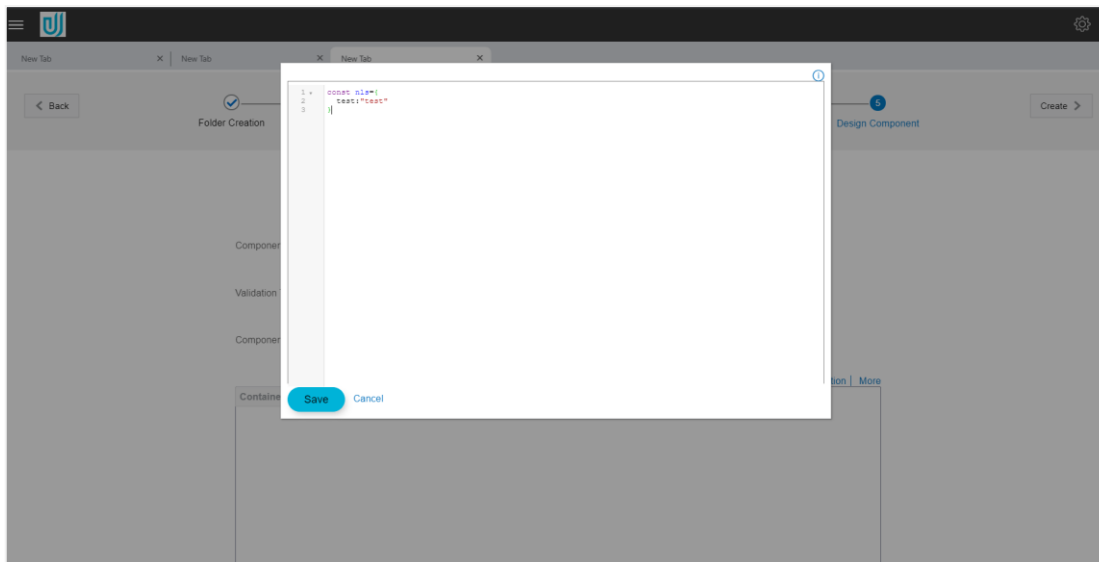 New Tab × New Tab × New Tab ×
Back
Folder Creation
5
Design Component
Create
1 const nls={
2 test:"test"
3 }
Componen
Validation
Componen
tion | More
Containe
Save Cancel